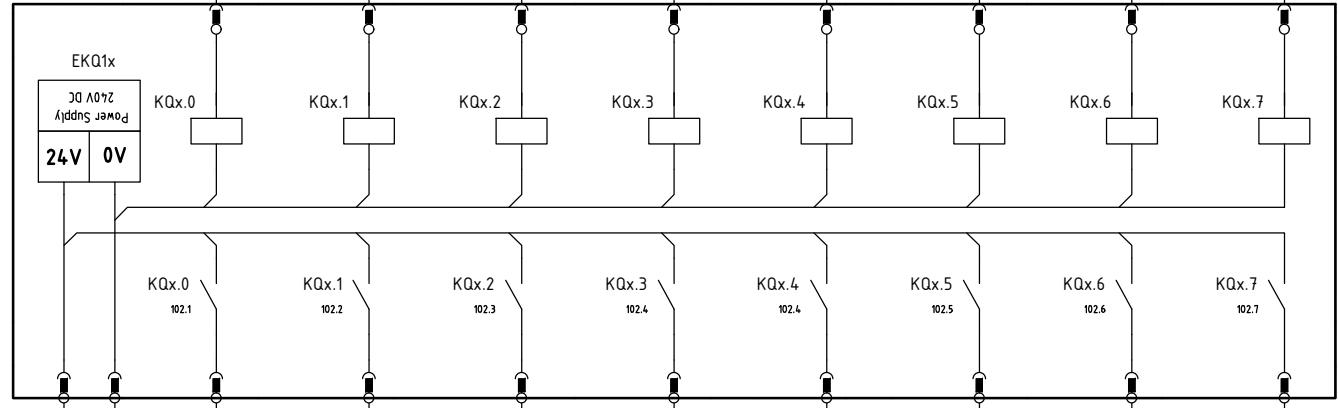 EKQ1x
Power Supply
240V DC
24V 0V
KQx.0 KQx.1 KQx.2 KQx.3 KQx.4 KQx.5 KQx.6 KQx.7
KQx.0 KQx.1 KQx.2 KQx.3 KQx.4 KQx.5 KQx.6 KQx.7
102.1 102.2 102.3 102.4 102.4 102.5 102.6 102.7